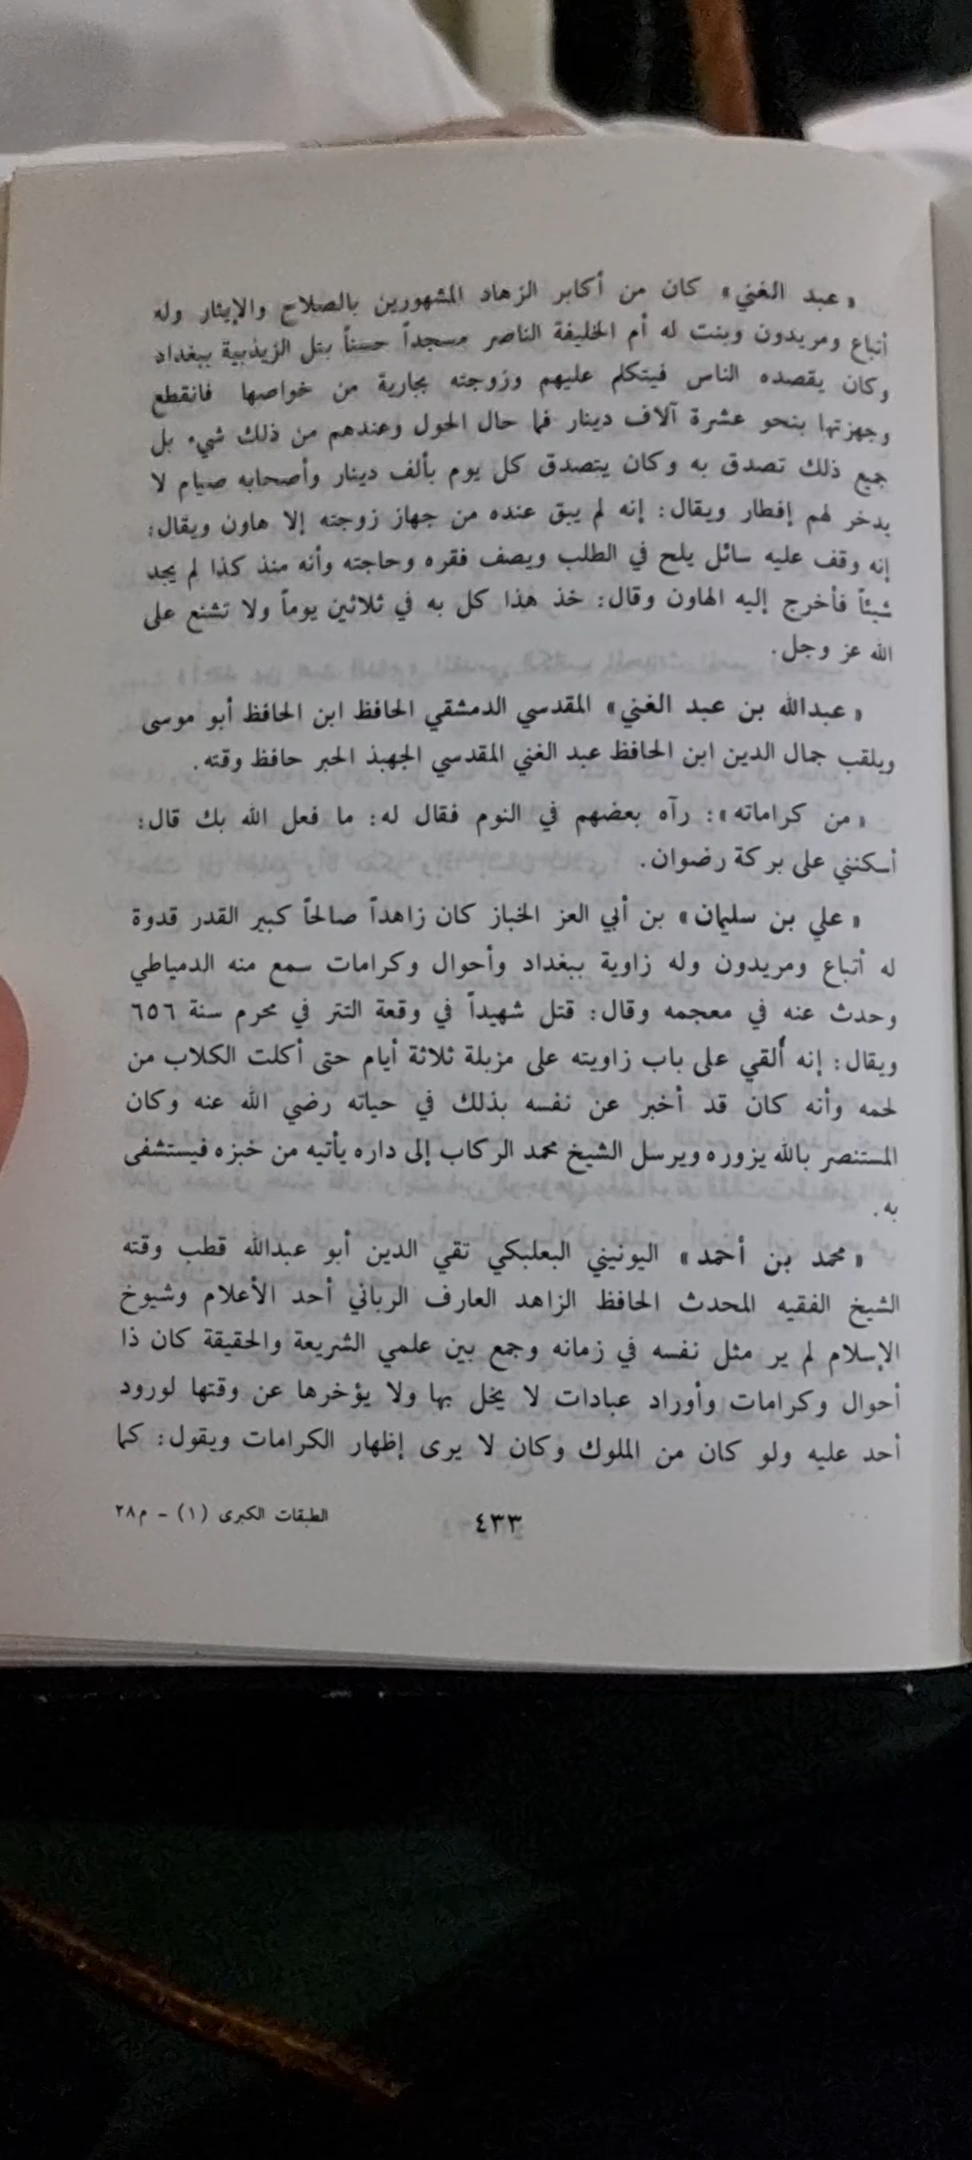 « عبد الغني » كان من أكابر الزهاد المشهورين بالصلاح والإيثار وله
أتباع ومريدون وبنت له أم الخليفة الناصر مسجداً حسناً بتل الزيذبية ببغداد
وكان يقصده الناس فيتكلم عليهم وزوجته بجارية من خواصها فانقطع
وجهزتها بنحو عشرة آلاف دينار فما حال الحول وعندهم من ذلك شيء بل
جميع ذلك تصدق به وكان يتصدق كل يوم بألف دينار وأصحابه صيام لا
يدخر لهم إفطار ويقال: إنه لم يبق عنده من جهاز زوجته إلا هاون ويقال:
إنه وقف عليه سائل يلح في الطلب ويصف فقره وحاجته وأنه منذ كذا لم يجد
شيئاً فأخرج إليه الهاون وقال: خذ هذا كل به في ثلاثين يوماً ولا تشنع على
الله عز وجل.
« عبدالله بن عبد الغني » المقدسي الدمشقي الحافظ ابن الحافظ أبو موسى
ويلقب جمال الدين ابن الحافظ عبد الغني المقدسي الجهبذ الحبر حافظ وقته.
« من كراماته »: رآه بعضهم في النوم فقال له: ما فعل الله بك قال:
أسكنني على بركة رضوان.
« علي بن سليمان » بن أبي العز الخباز كان زاهداً صالحاً كبير القدر قدوة
له أتباع ومريدون وله زاوية ببغداد وأحوال وكرامات سمع منه الدمياطي
وحدث عنه في معجمه وقال: قتل شهيداً في وقعة التتر في محرم سنة ٦٥٦
ويقال: إنه أُلقي على باب زاويته على مزبلة ثلاثة أيام حتى أكلت الكلاب من
لحمه وأنه كان قد أخبر عن نفسه بذلك في حياته رضي الله عنه وكان
المستنصر بالله يزوره ويرسل الشيخ محمد الركاب إلى داره يأتيه من خبزه فيستشفى
به.
« محمد بن أحمد » اليونيني البعلبكي تقي الدين أبو عبدالله قطب وقته
الشيخ الفقيه المحدث الحافظ الزاهد العارف الرباني أحد الأعلام وشيوخ
الإسلام لم ير مثل نفسه في زمانه وجمع بين علمي الشريعة والحقيقة كان ذا
أحوال وكرامات وأوراد عبادات لا يخل بها ولا يؤخرها عن وقتها لورود
أحد عليه ولو كان من الملوك وكان لا يرى إظهار الكرامات ويقول: كما
٤٣٣
الطبقات الكبرى (١) - م٢٨